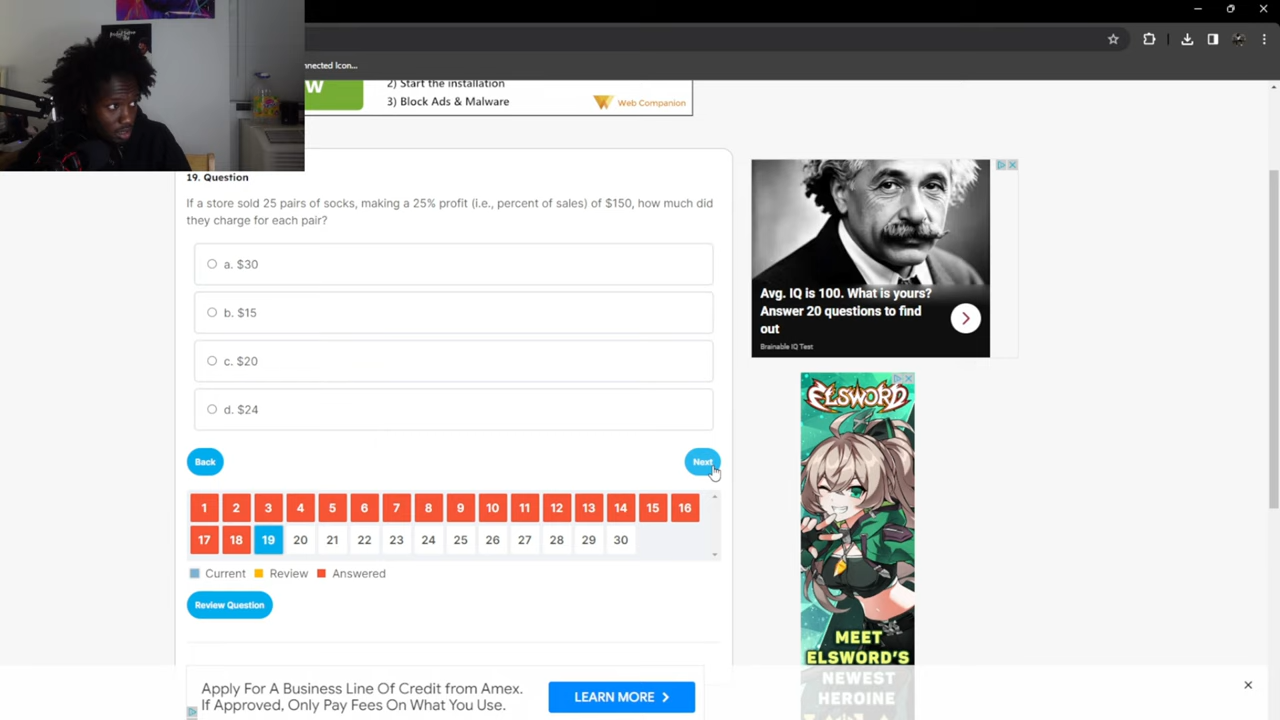 nnected Icon...
W
2) Start the installation
3) Block Ads & Malware
Web Companion
19. Question
If a store sold 25 pairs of socks, making a 25% profit (i.e., percent of sales) of $150, how much did
they charge for each pair?
a. $30
b. $15
c. $20
d. $24
Back
Next
1 2 3 4 5 6 7 8 9 10 11 12 13 14 15 16
17 18 19 20 21 22 23 24 25 26 27 28 29 30
Current Review Answered
Review Question
Avg. IQ is 100. What is yours?
Answer 20 questions to find
out
Brainable IQ Test
ELSWORD
MEET
ELSWORD'S
NEWEST
HEROINE
Apply For A Business Line Of Credit from Amex.
If Approved, Only Pay Fees On What You Use.
LEARN MORE